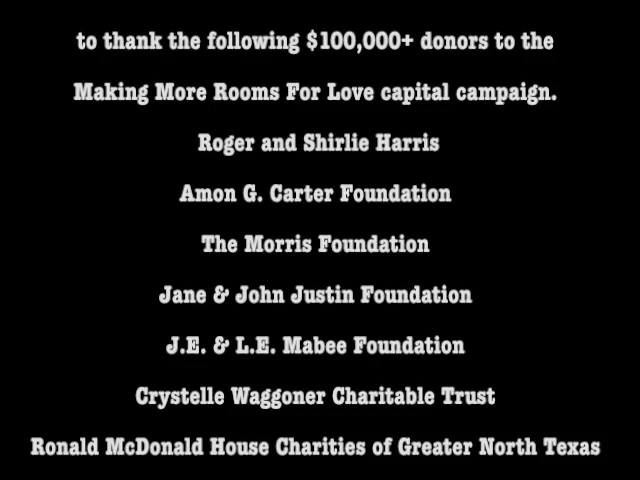 to thank the following $100,000+ donors to the
Making More Rooms For Love capital campaign.
Roger and Shirlie Harris
Amon G. Carter Foundation
The Morris Foundation
Jane & John Justin Foundation
J.E. & L.E. Mabee Foundation
Crystelle Waggoner Charitable Trust
Ronald McDonald House Charities of Greater North Texas